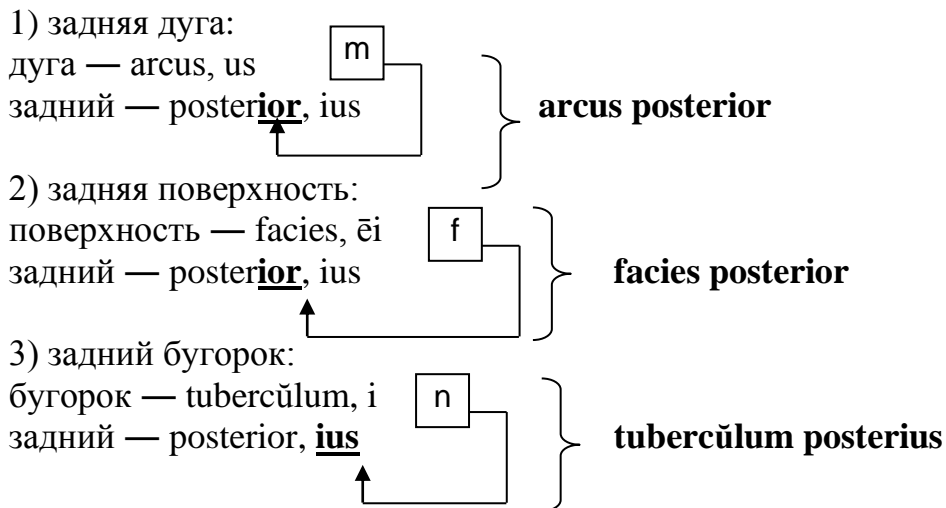 1) задняя дуга:
дуга — arcus, us m
задний — posterior, ius arcus posterior
2) задняя поверхность:
поверхность — facies, ēi f
задний — posterior, ius facies posterior
3) задний бугорок:
бугорок — tubercŭlum, i n
задний — posterior, ius tubercŭlum posterius